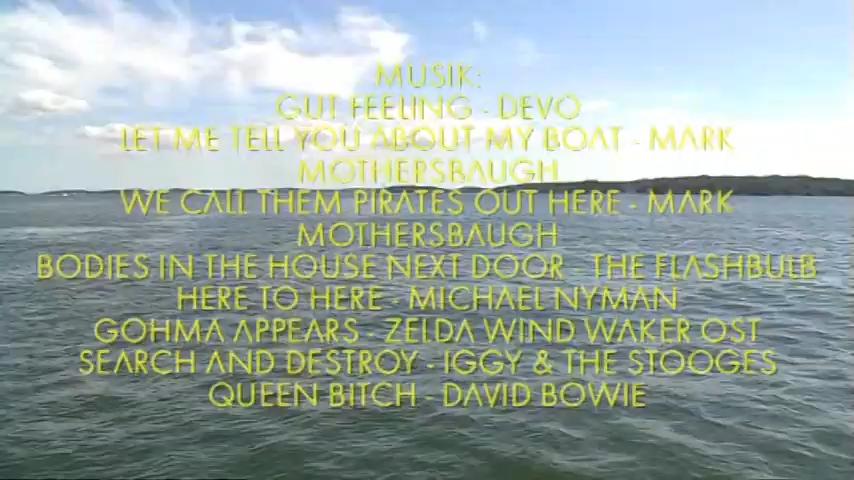 MUSIK:
GUT FEELING - DEVO
LET ME TELL YOU ABOUT MY BOAT - MARK
MOTHERSBAUGH
WE CALL THEM PIRATES OUT HERE - MARK
MOTHERSBAUGH
BODIES IN THE HOUSE NEXT DOOR - THE FLASHBULB
HERE TO HERE - MICHAEL NYMAN
GOHMA APPEARS - ZELDA WIND WAKER OST
SEARCH AND DESTROY - IGGY & THE STOOGES
QUEEN BITCH - DAVID BOWIE